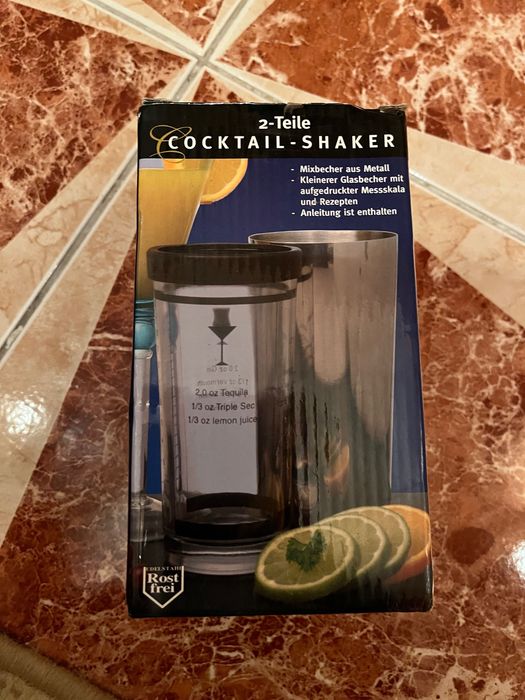 2-Teile
COCKTAIL-SHAKER
- Mixbecher aus Metall
- Kleinerer Glasbecher mit
aufgedruckter Messskala
und Rezepten
- Anleitung ist enthalten
2,0 oz Tequila
1/3 oz Triple Sec
1/3 oz lemon juice
EDELSTAHL
Rost
frei